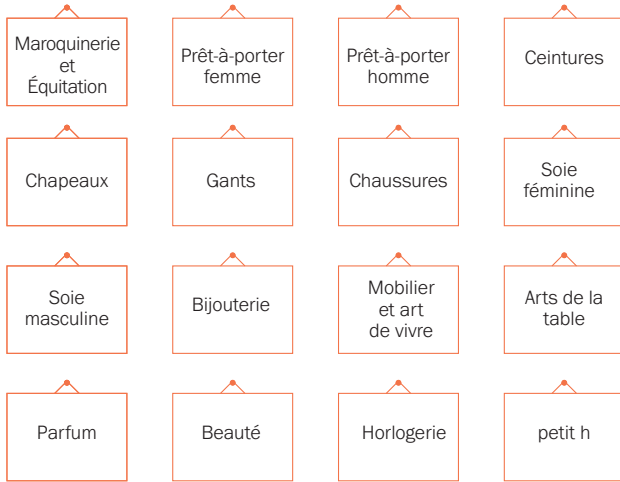 Maroquinerie
et
Équitation
Prêt-à-porter
femme
Prêt-à-porter
homme
Ceintures
Chapeaux
Gants
Chaussures
Soie
féminine
Soie
masculine
Bijouterie
Mobilier
et art
de vivre
Arts de la
table
Parfum
Beauté
Horlogerie
petit h